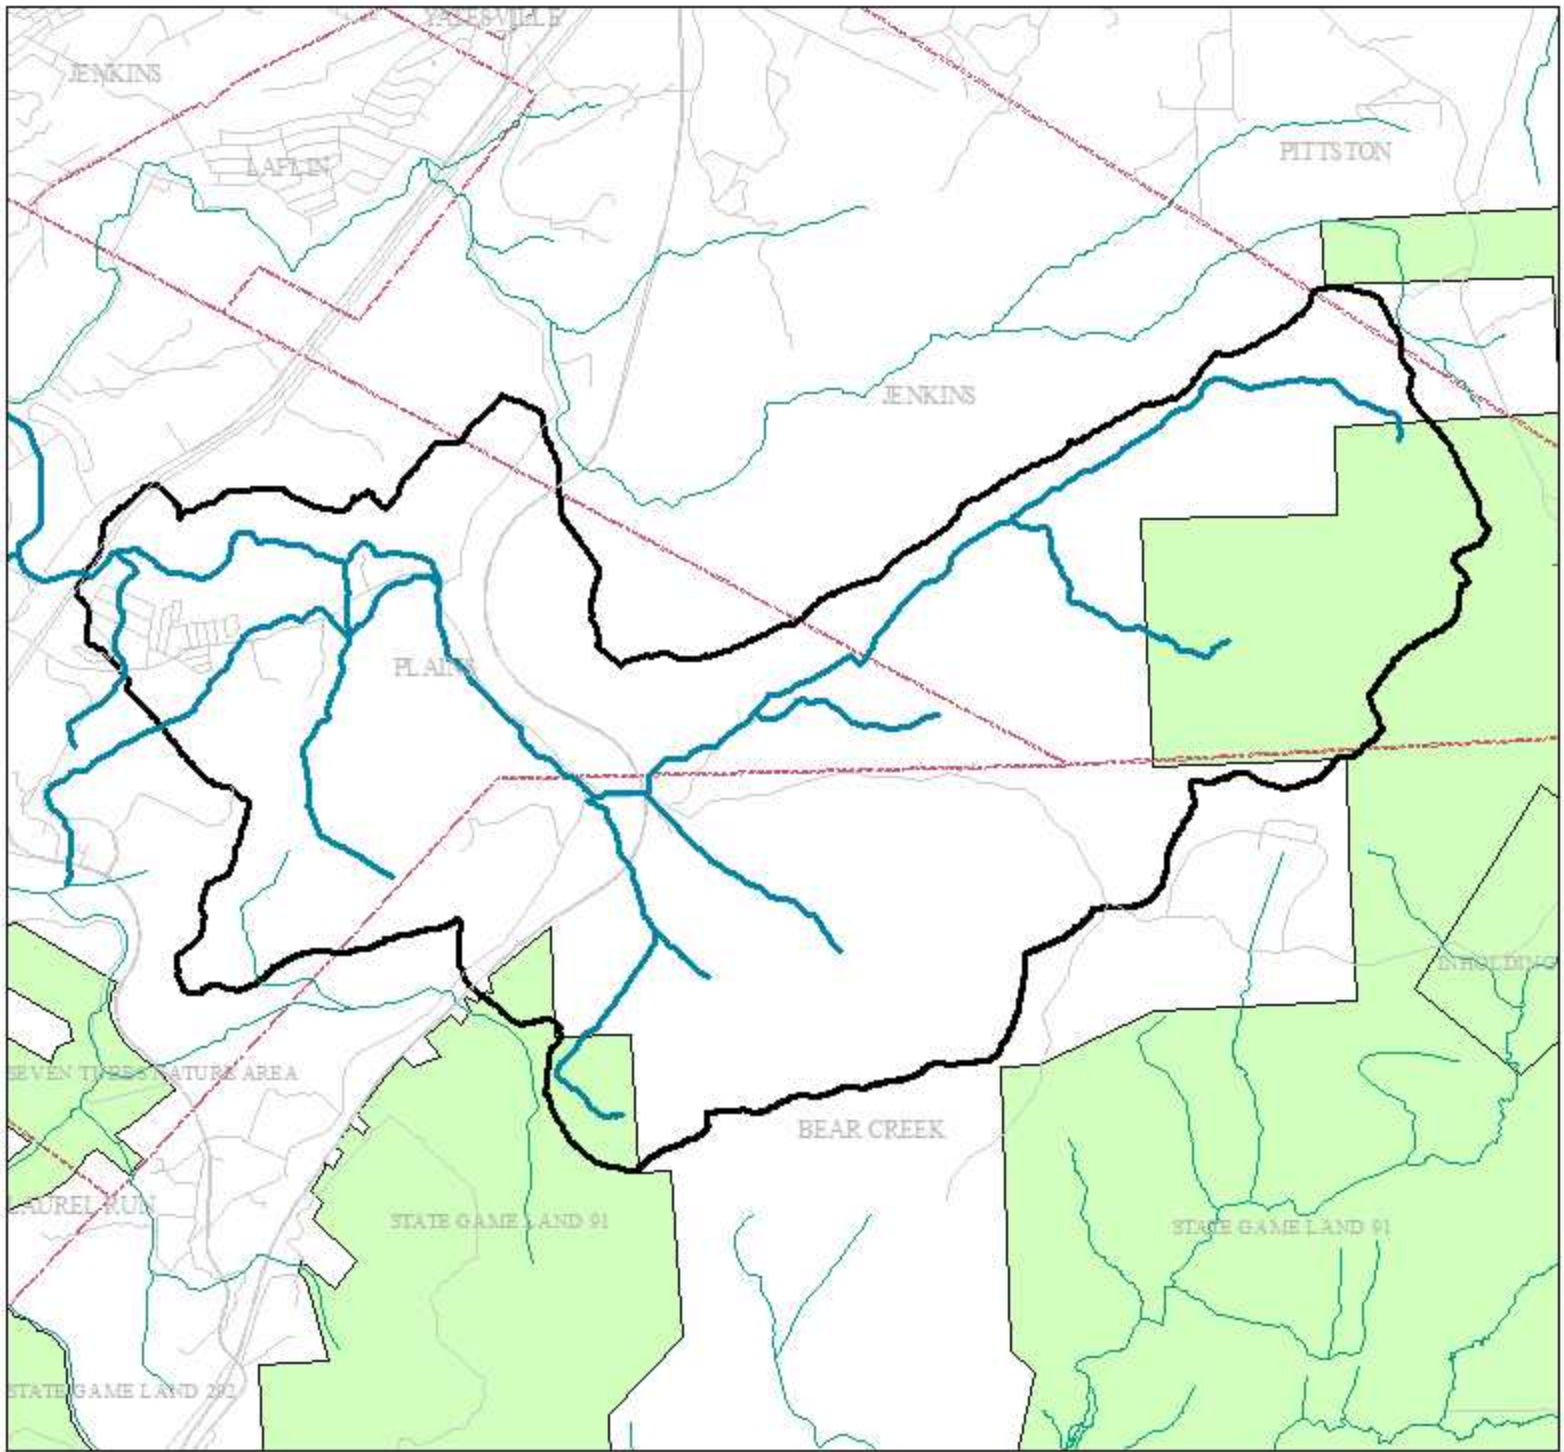 YATESVILLE
JENKINS
PITTSTON
LAFLIN
JENKINS
PLAINS
INHOLDING
SEVEN TUBES NATURE AREA
BEAR CREEK
LAUREL RUN
STATE GAME LAND 91
STATE GAME LAND 91
STATE GAME LAND 292